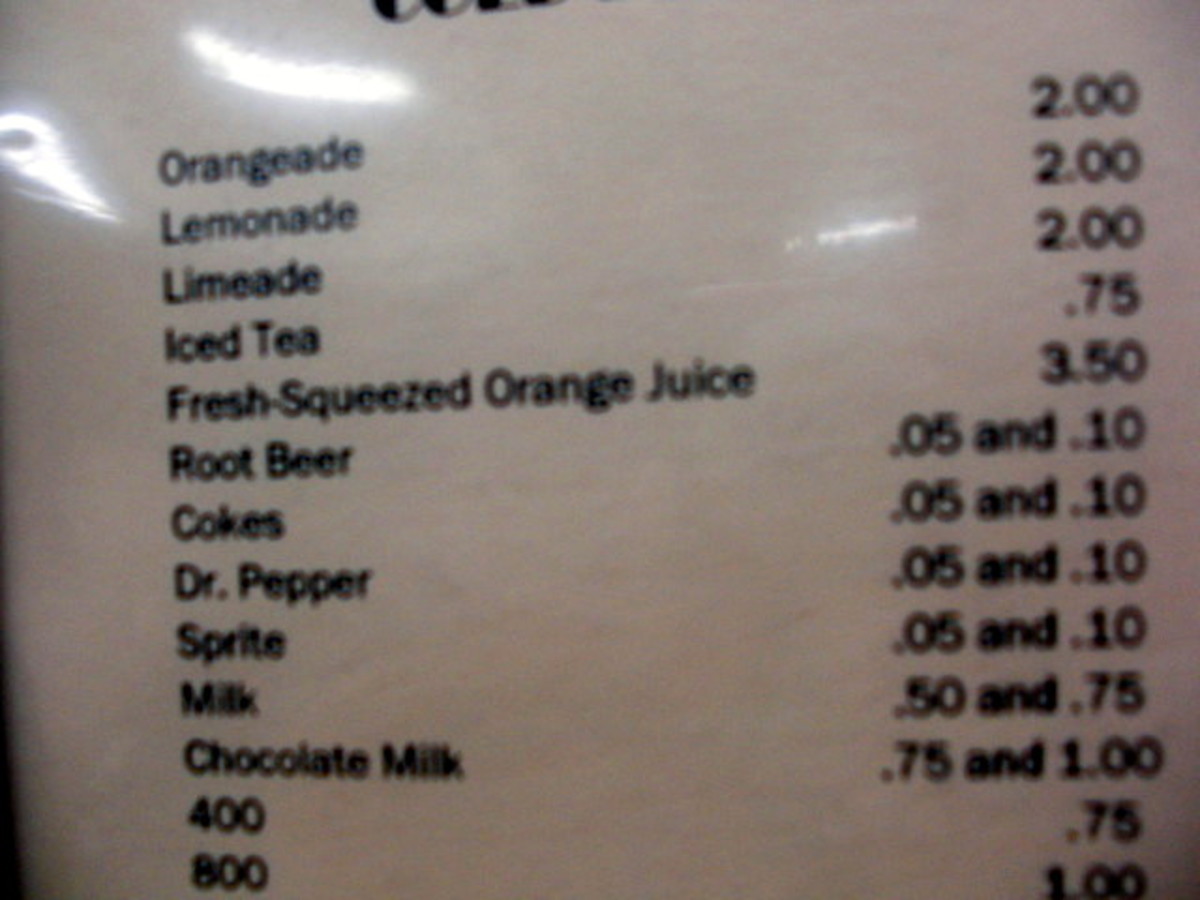 Orangeade 2.00
Lemonade 2.00
Limeade 2.00
Iced Tea .75
Fresh-Squeezed Orange Juice 3.50
Root Beer .05 and .10
Cokes .05 and .10
Dr. Pepper .05 and .10
Sprite .05 and .10
Milk .50 and .75
Chocolate Milk .75 and 1.00
400 .75
800 1.00